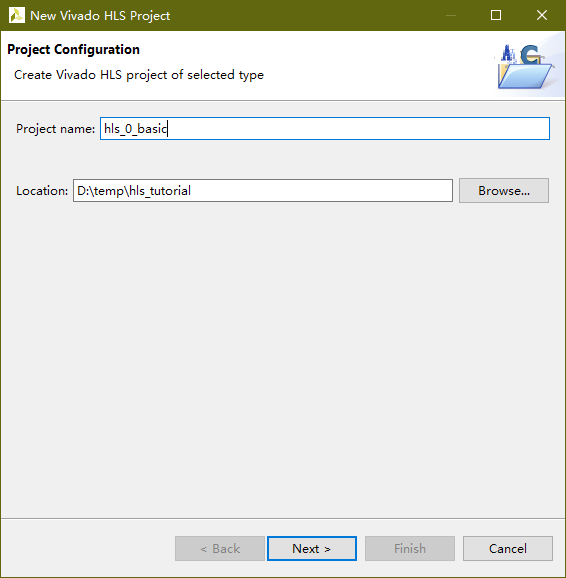 New Vivado HLS Project
Project Configuration
Create Vivado HLS project of selected type
Project name: hls_0_basic
Location: D:\temp\hls_tutorial Browse...
< Back Next > Finish Cancel